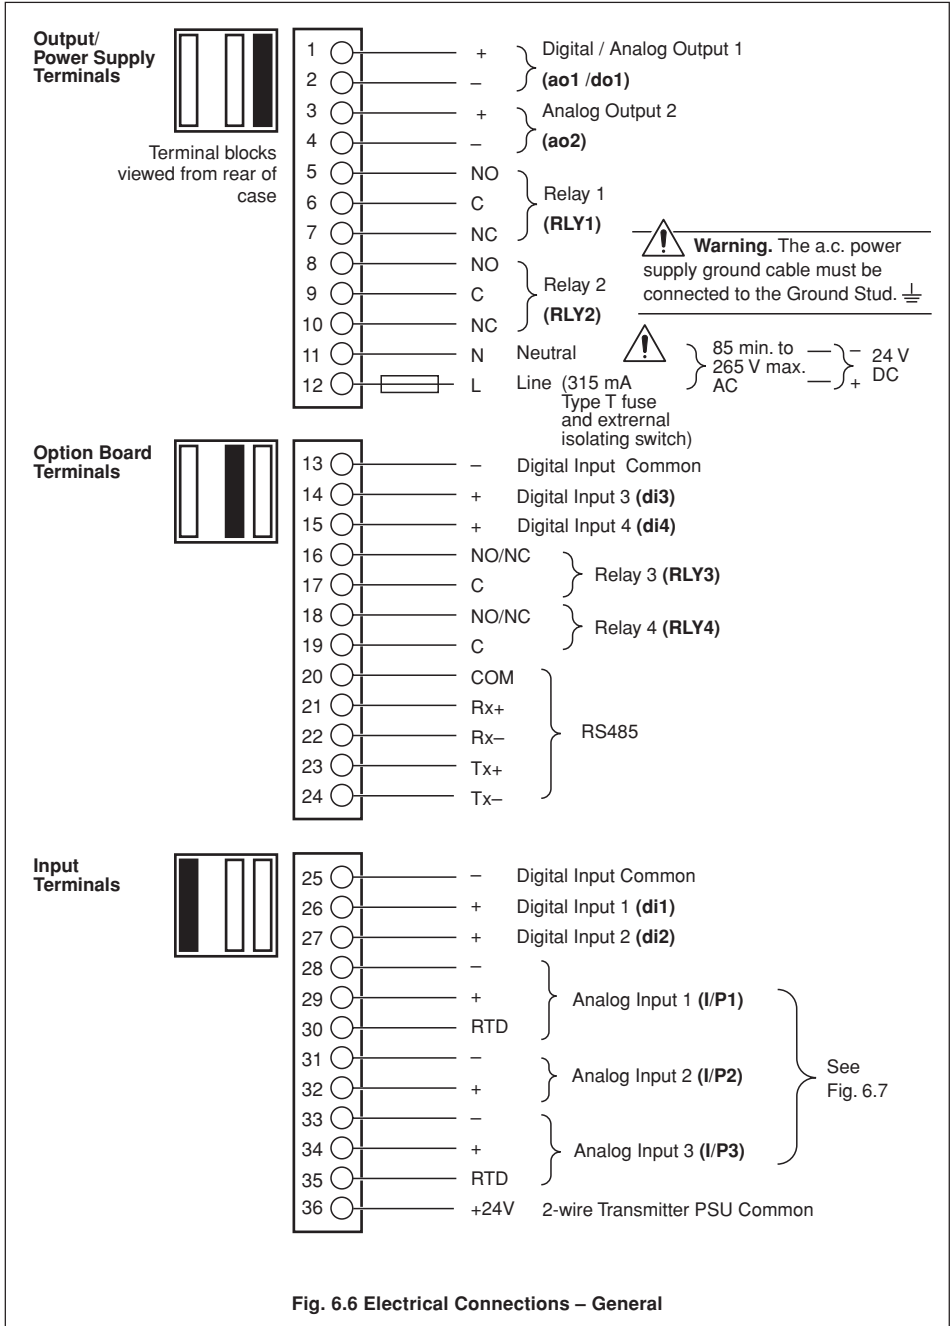 Output/
Power Supply
Terminals
Terminal blocks
viewed from rear of
case
1 + Digital / Analog Output 1
2 – (ao1 /do1)
3 + Analog Output 2
4 – (ao2)
5 NO
6 C Relay 1
7 NC (RLY1)
8 NO
9 C Relay 2
10 NC (RLY2)
11 N Neutral
12 L Line (315 mA
Type T fuse
and extrernal
isolating switch)
Warning. The a.c. power
supply ground cable must be
connected to the Ground Stud.
85 min. to
265 V max.
AC
– 24 V
+ DC
Option Board
Terminals
13 – Digital Input Common
14 + Digital Input 3 (di3)
15 + Digital Input 4 (di4)
16 NO/NC
17 C
Relay 3 (RLY3)
18 NO/NC
19 C
Relay 4 (RLY4)
20 COM
21 Rx+
22 Rx– RS485
23 Tx+
24 Tx–
Input
Terminals
25 – Digital Input Common
26 + Digital Input 1 (di1)
27 + Digital Input 2 (di2)
28 –
29 + Analog Input 1 (I/P1)
30 RTD
31 –
32 +
Analog Input 2 (I/P2)
33 –
34 + Analog Input 3 (I/P3)
35 RTD
See
Fig. 6.7
36 +24V 2-wire Transmitter PSU Common
Fig. 6.6 Electrical Connections – General